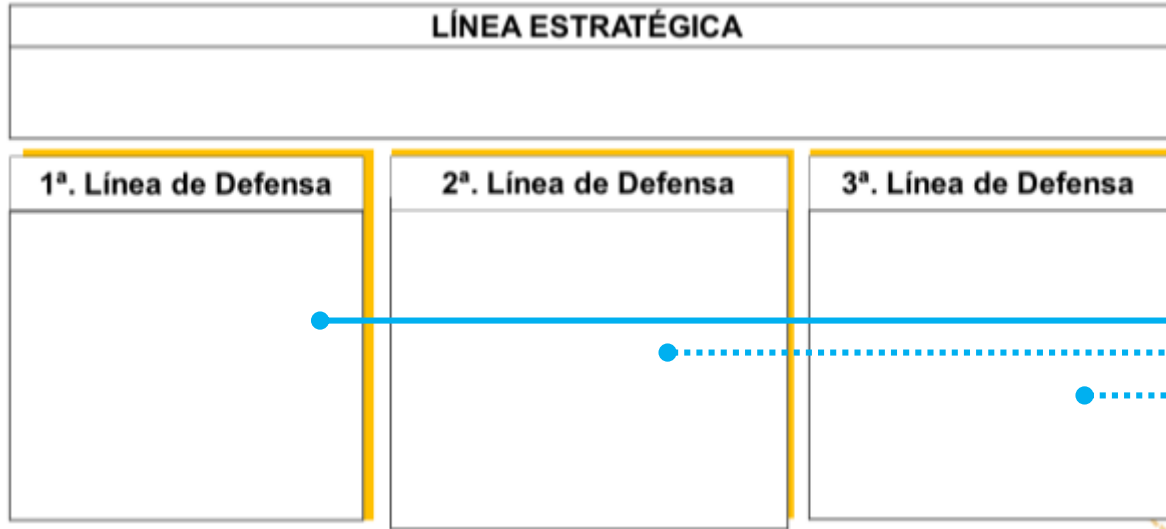 LÍNEA ESTRATÉGICA
1ª. Línea de Defensa
2ª. Línea de Defensa
3ª. Línea de Defensa